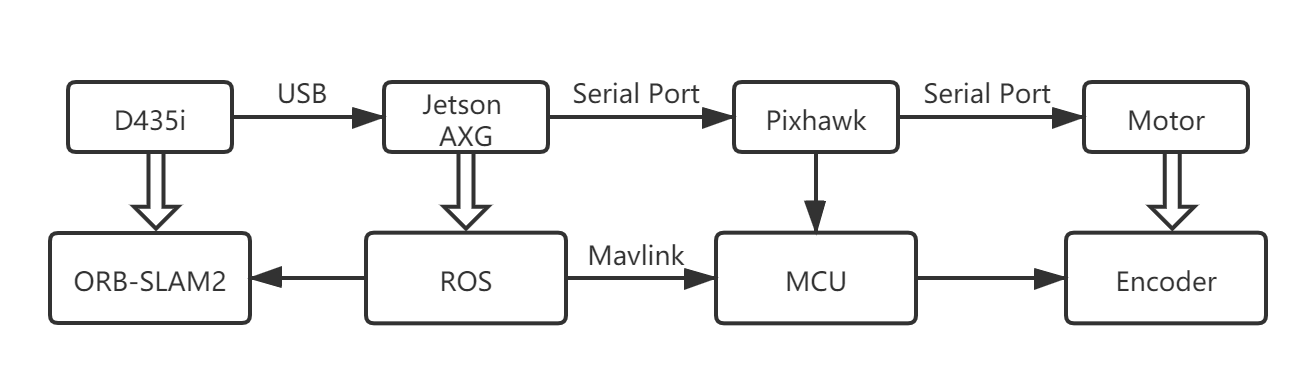 USB
Serial Port
Serial Port
D435i
Jetson
AXG
Pixhawk
Motor
Mavlink
ORB-SLAM2
ROS
MCU
Encoder